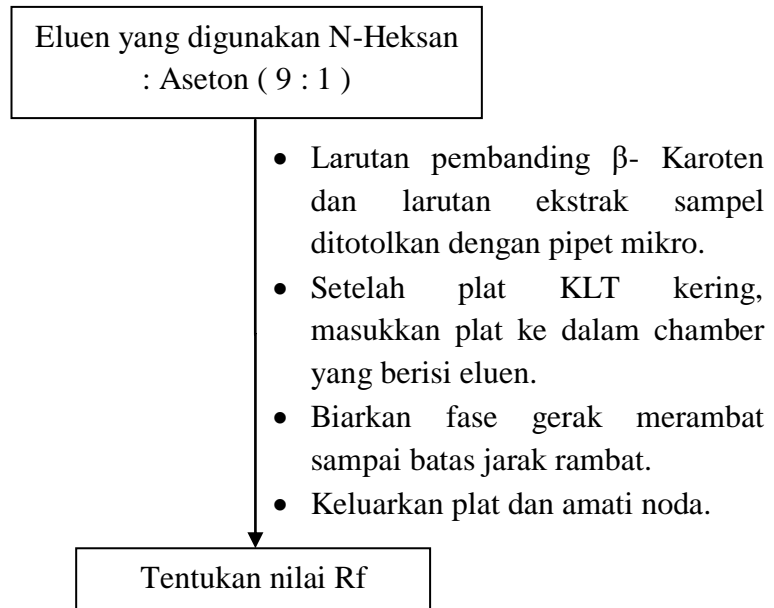 Eluen yang digunakan N-Heksan
: Aseton ( 9 : 1 )
• Larutan pembanding β- Karoten
dan larutan ekstrak sampel
ditotolkan dengan pipet mikro.
• Setelah plat KLT kering,
masukkan plat ke dalam chamber
yang berisi eluen.
• Biarkan fase gerak merambat
sampai batas jarak rambat.
• Keluarkan plat dan amati noda.
Tentukan nilai Rf